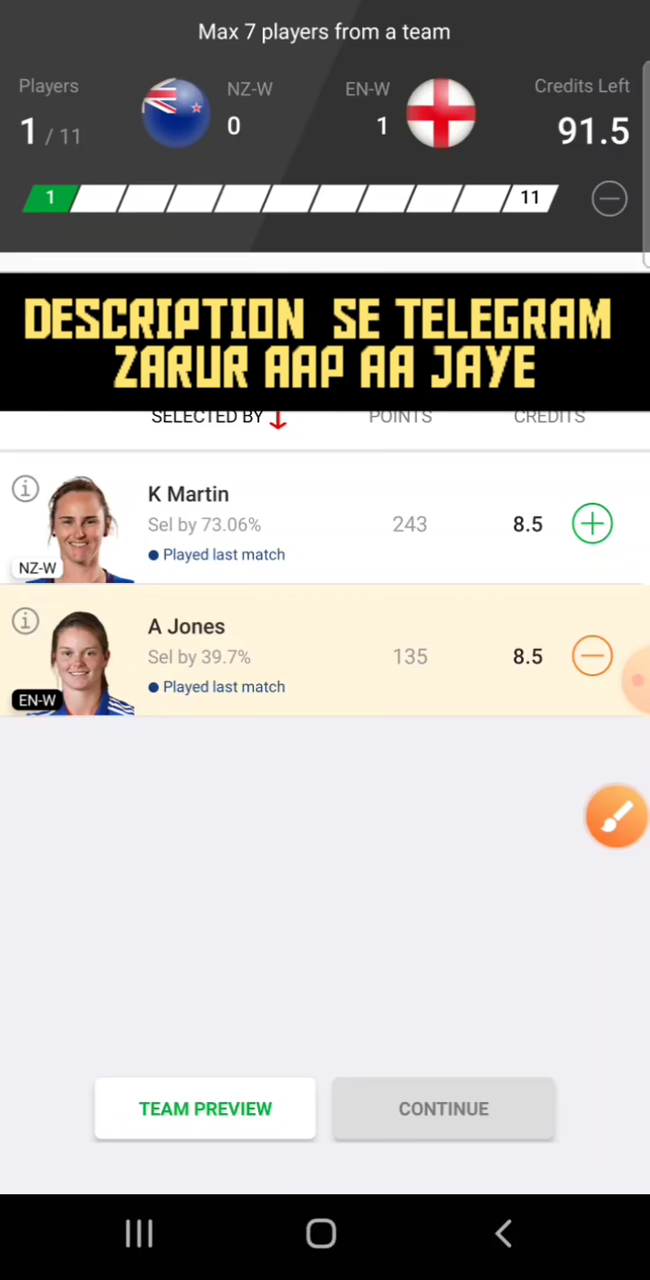 Max 7 players from a team
Players NZ-W EN-W Credits Left
1 / 11 0 1 91.5
1 11
DESCRIPTION SE TELEGRAM
ZARUR AAP AA JAYE
SELECTED BY POINTS CREDITS
K Martin
Sel by 73.06% 243 8.5
Played last match
NZ-W
A Jones
Sel by 39.7% 135 8.5
Played last match
EN-W
TEAM PREVIEW CONTINUE